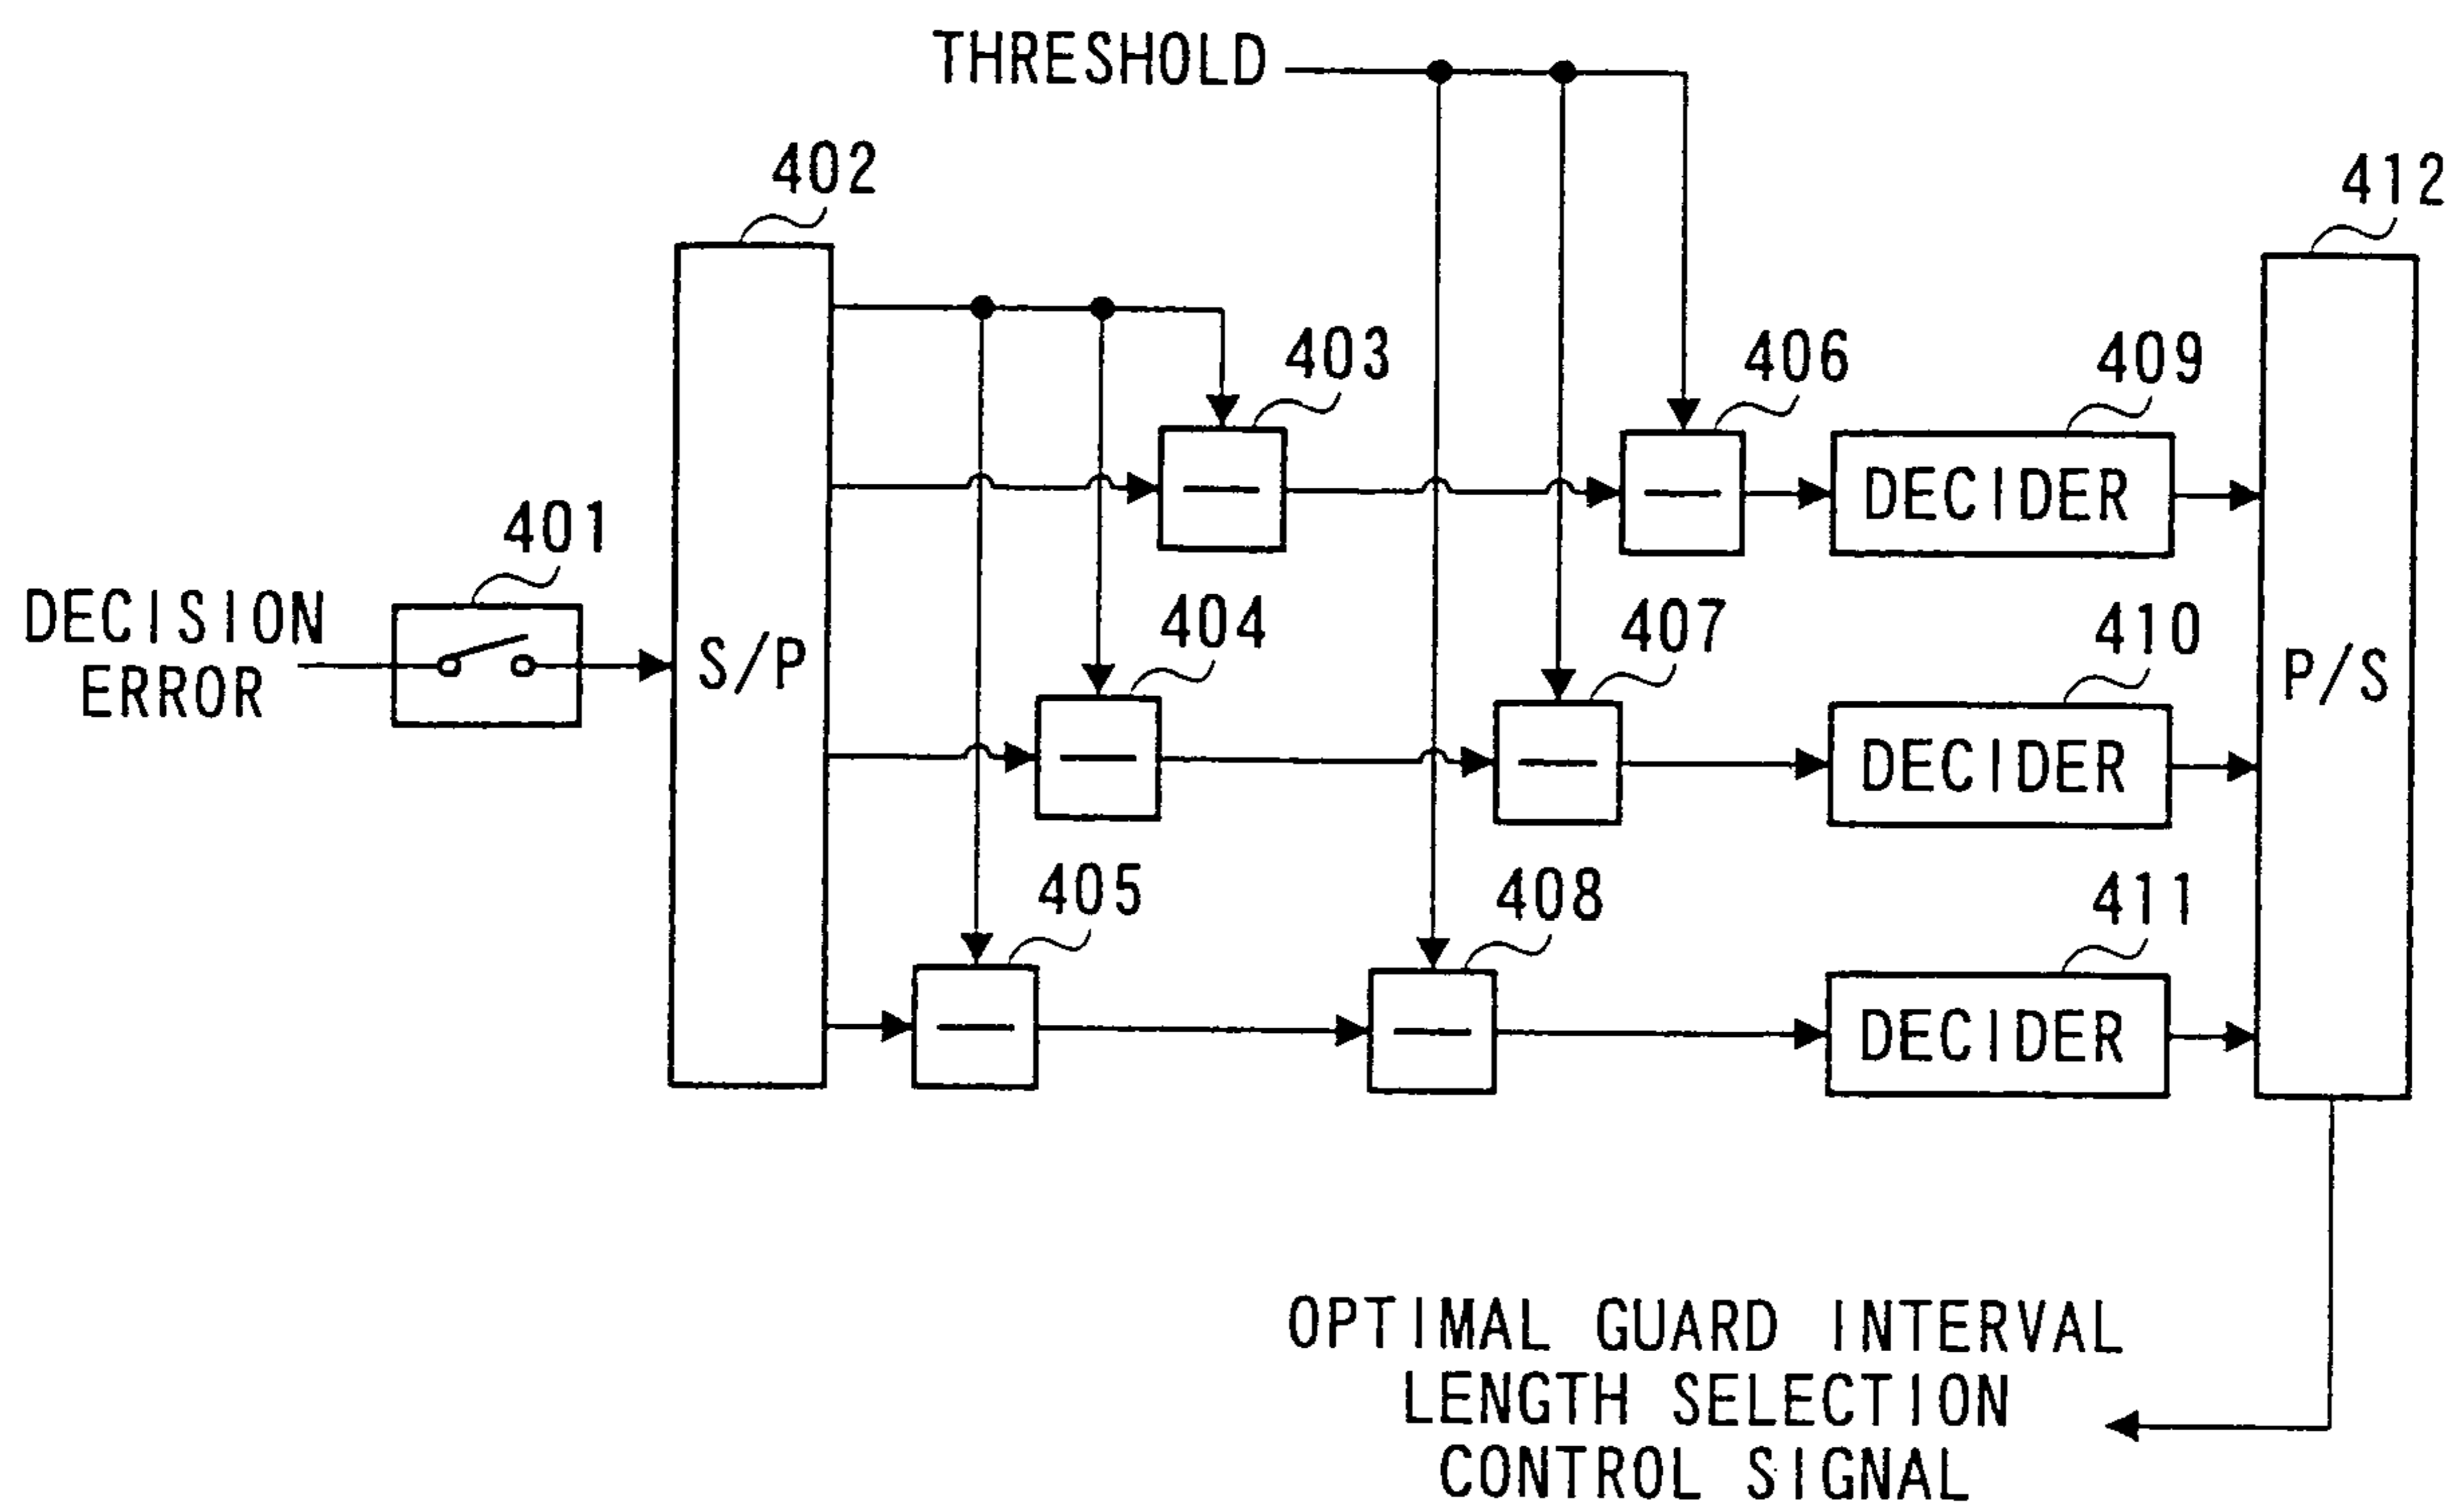 THRESHOLD
402
412
403
406
409
401
DECISION
ERROR
S/P
DECIDER
404
407
410
P/S
DECIDER
405
408
411
DECIDER
OPTIMAL GUARD INTERVAL
LENGTH SELECTION
CONTROL SIGNAL